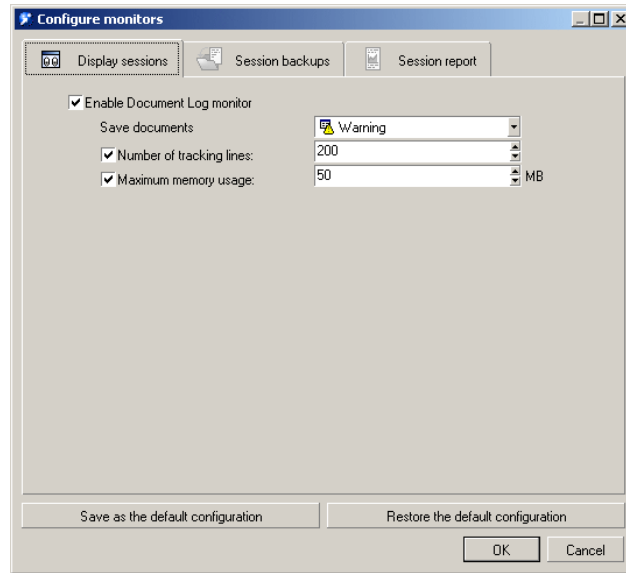 Configure monitors
Display sessions
Session backups
Session report
Enable Document Log monitor
Save documents
Warning
Number of tracking lines:
200
Maximum memory usage:
50
MB
Save as the default configuration
Restore the default configuration
OK
Cancel